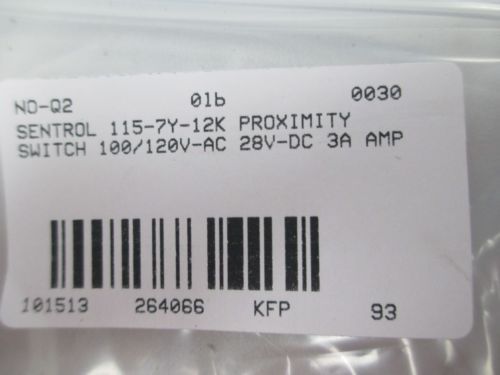 NO-Q2 01b 0030
SENTROL 115-7Y-12K PROXIMITY
SWITCH 100/120V-AC 28V-DC 3A AMP
101513 264066 KFP 93